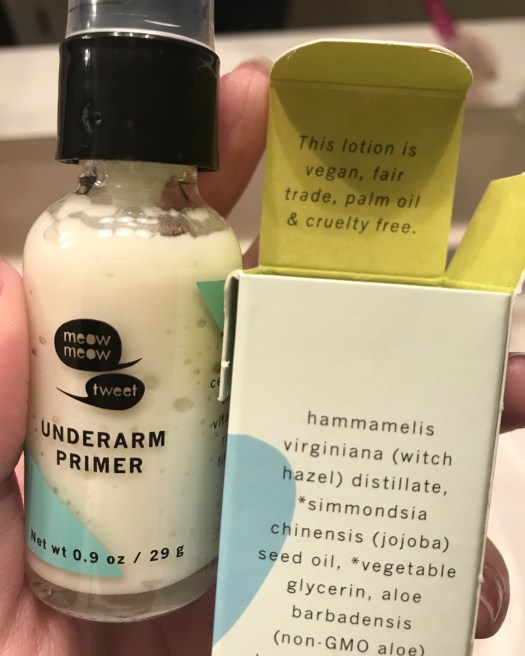 meow
meow
tweet
UNDERARM
PRIMER
Net wt 0.9 oz / 29 g
This lotion is
vegan, fair
trade, palm oil
& cruelty free.
hammamelis
virginiana (witch
hazel) distillate,
*simmondsia
chinensis (jojoba)
seed oil, *vegetable
glycerin, aloe
barbadensis
(non-GMO aloe)